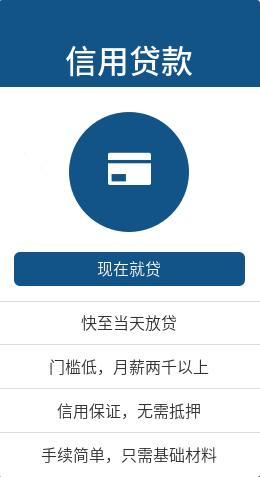 信用贷款
现在就贷
快至当天放贷
门槛低，月薪两千以上
信用保证，无需抵押
手续简单，只需基础材料